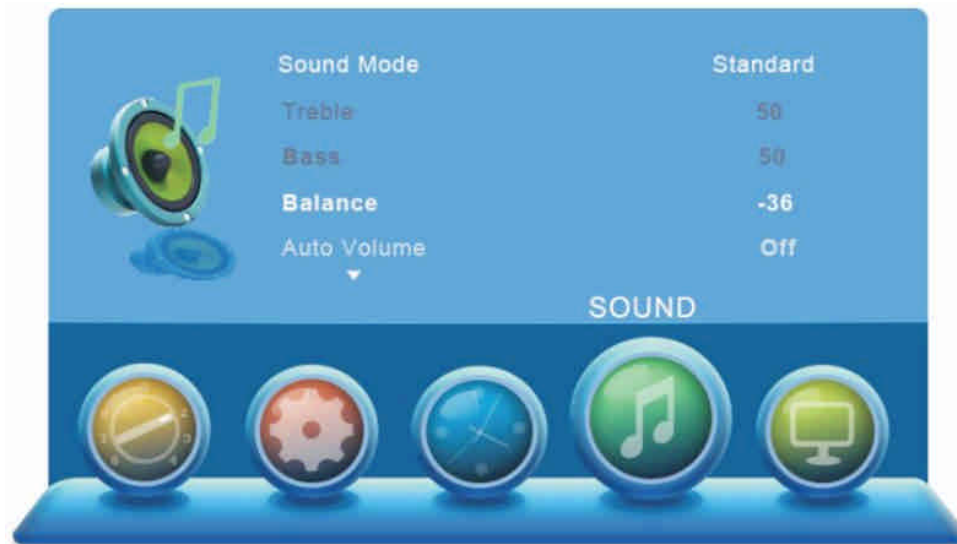 Sound Mode Standard
Treble 50
Bass 50
Balance -36
Auto Volume Off
SOUND